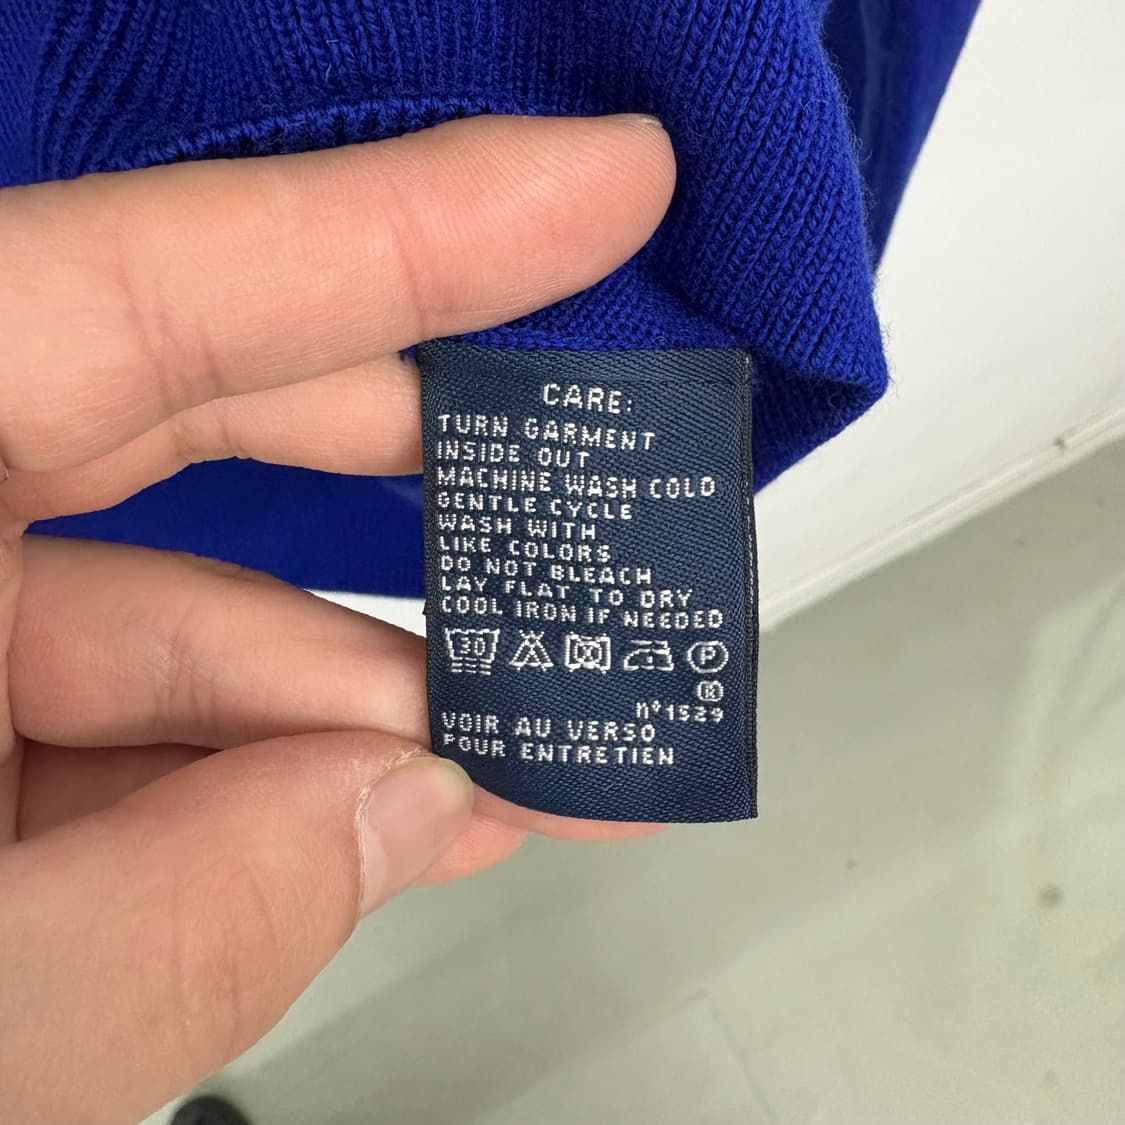 CARE:
TURN GARMENT
INSIDE OUT
MACHINE WASH COLD
GENTLE CYCLE
WASH WITH
LIKE COLORS
DO NOT BLEACH
LAY FLAT TO DRY
COOL IRON IF NEEDED
30 P
R
nº1529
VOIR AU VERSO
POUR ENTRETIEN